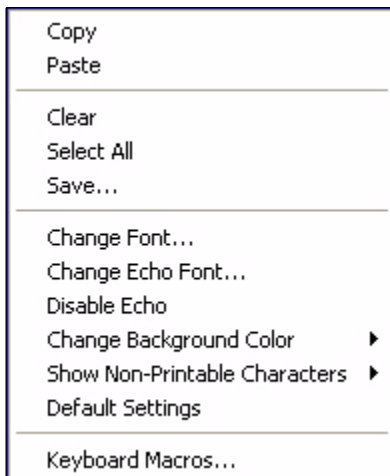 Copy
Paste
Clear
Select All
Save...
Change Font...
Change Echo Font...
Disable Echo
Change Background Color
Show Non-Printable Characters
Default Settings
Keyboard Macros...